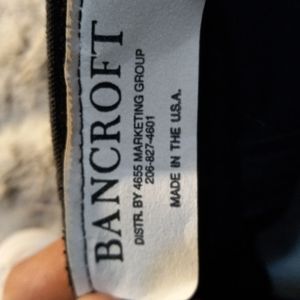 BANCROFT
DISTR. BY 4655 MARKETING GROUP
206-827-4601
MADE IN THE U.S.A.